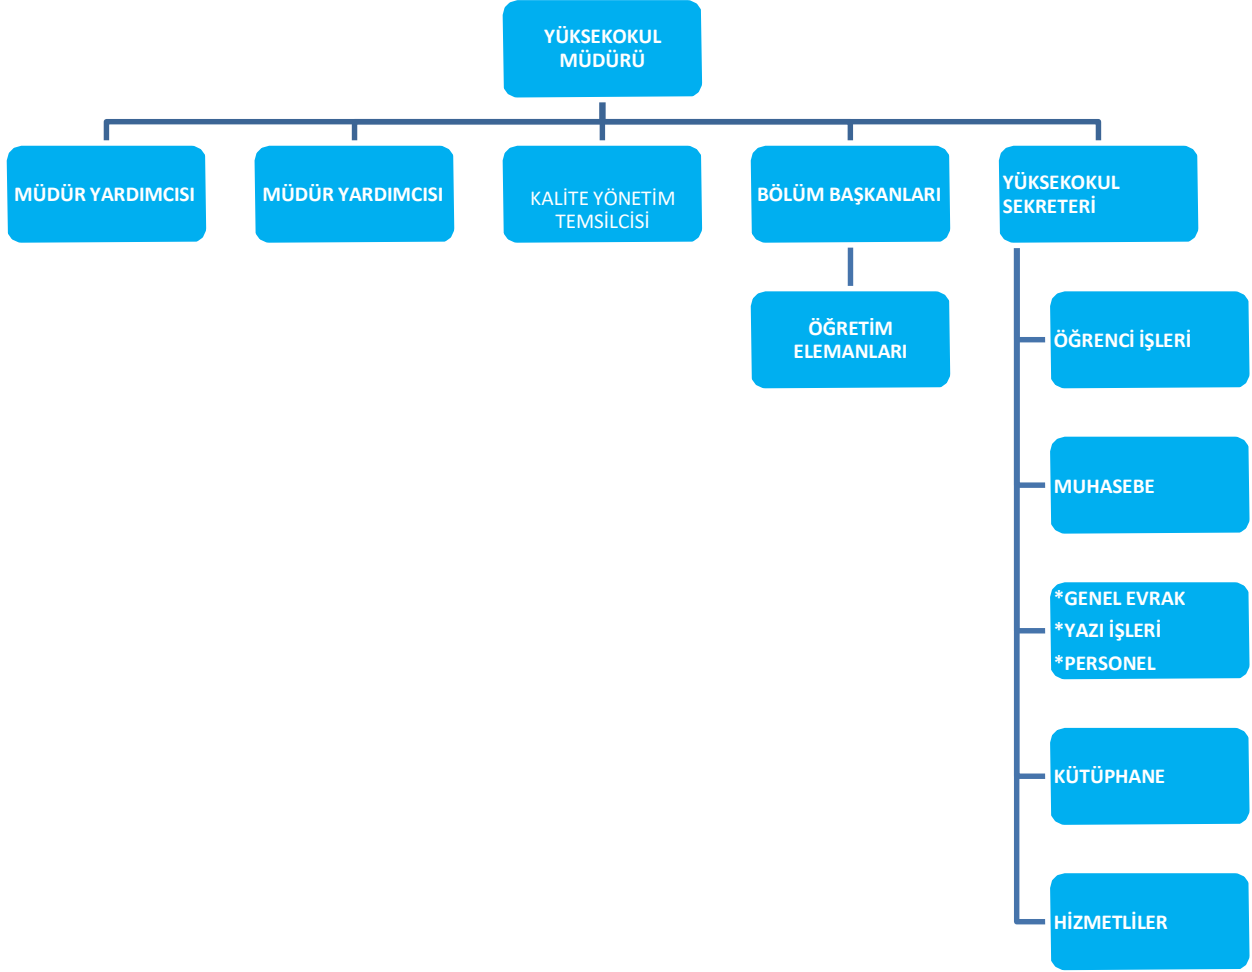 YÜKSEKOKUL
MÜDÜRÜ
MÜDÜR YARDIMCISI
MÜDÜR YARDIMCISI
KALİTE YÖNETİM
TEMSİLCİSİ
BÖLÜM BAŞKANLARI
YÜKSEKOKUL
SEKRETERİ
ÖĞRETİM
ELEMANLARI
ÖĞRENCİ İŞLERİ
MUHASEBE
*GENEL EVRAK
*YAZI İŞLERİ
*PERSONEL
KÜTÜPHANE
HİZMETLİLER